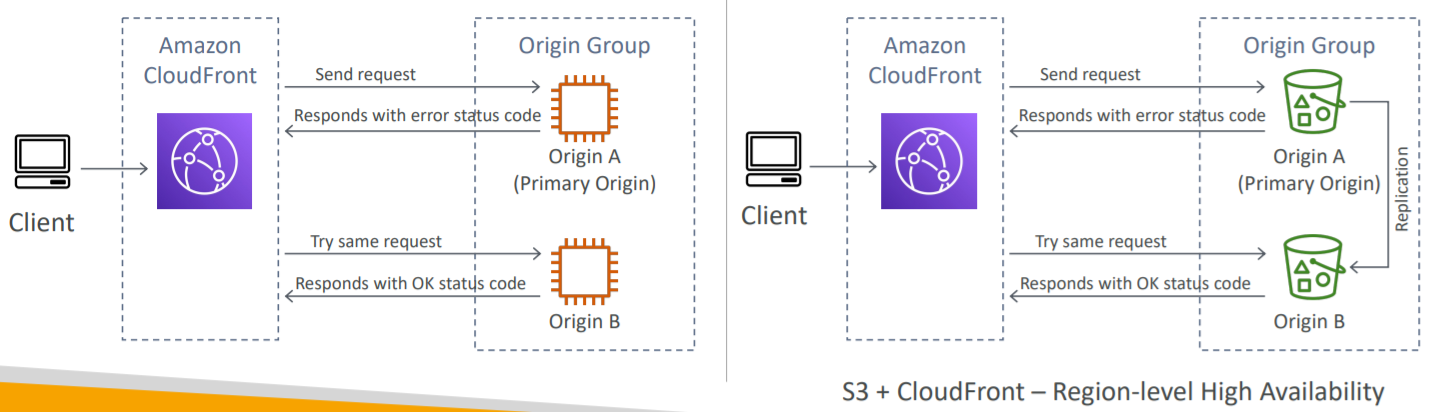 Amazon
CloudFront
Origin Group
Send request
Responds with error status code
Origin A
(Primary Origin)
Client
Try same request
Responds with OK status code
Origin B
Amazon
CloudFront
Origin Group
Send request
Responds with error status code
Origin A
(Primary Origin)
Replication
Client
Try same request
Responds with OK status code
Origin B
S3 + CloudFront – Region-level High Availability